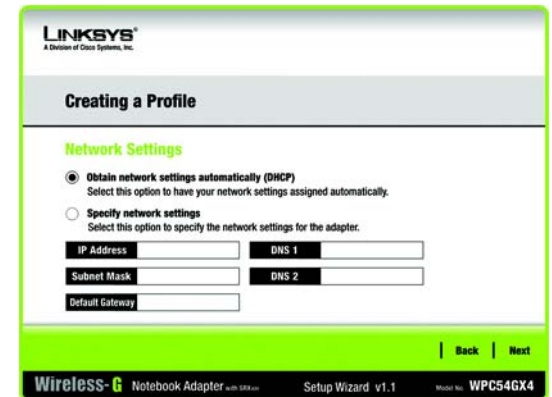 LINKSYS®
A Division of Cisco Systems, Inc.
Creating a Profile
Network Settings
Obtain network settings automatically (DHCP)
Select this option to have your network settings assigned automatically.
Specify network settings
Select this option to specify the network settings for the adapter.
IP Address DNS 1
Subnet Mask DNS 2
Default Gateway
Back Next
Wireless-G Notebook Adapter with Setup Wizard v1.1 Model No. WPC54GX4